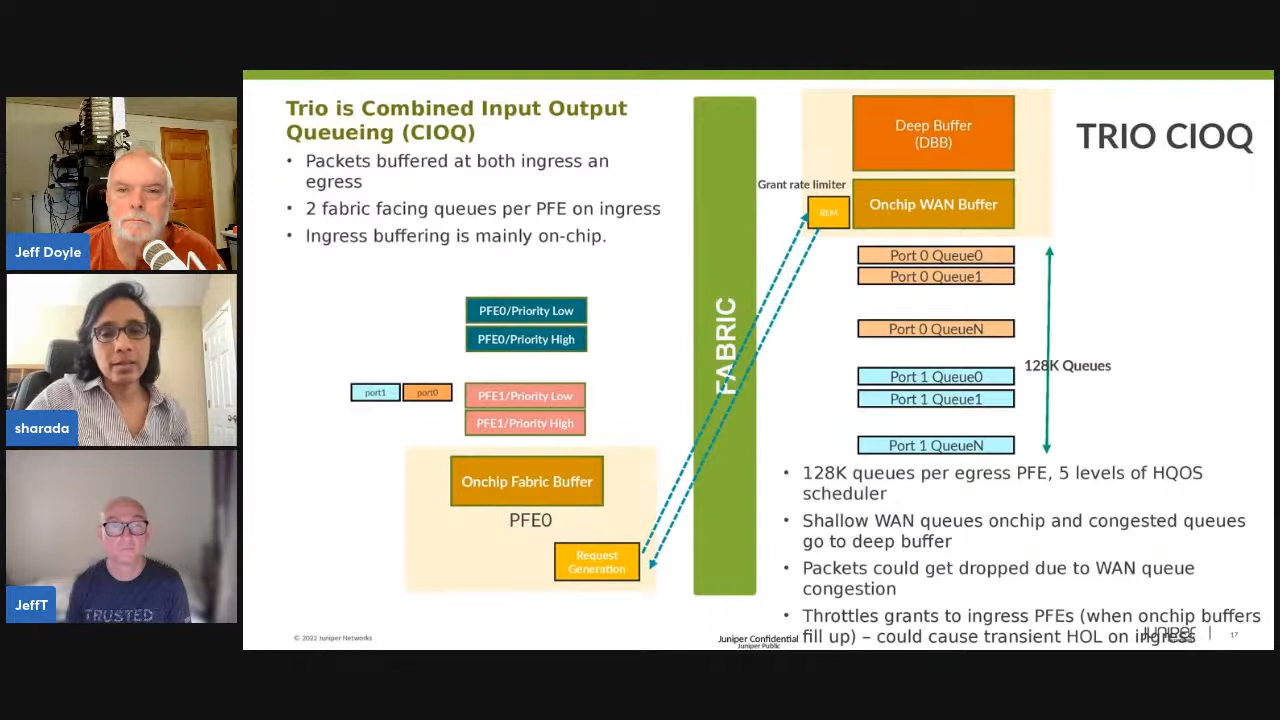 Jeff Doyle
sharada
TRUSTED
JeffT
Trio is Combined Input Output
Queueing (CIOQ)
• Packets buffered at both ingress an
egress
• 2 fabric facing queues per PFE on ingress
• Ingress buffering is mainly on-chip.
PFE0/Priority Low
PFE0/Priority High
port1
port0
PFE1/Priority Low
PFE1/Priority High
Onchip Fabric Buffer
PFE0
Request
Generation
FABRIC
Deep Buffer
(DBB)
TRIO CIOQ
Grant rate limiter
RLM
Onchip WAN Buffer
Port 0 Queue0
Port 0 Queue1
Port 0 QueueN
128K Queues
Port 1 Queue0
Port 1 Queue1
Port 1 QueueN
• 128K queues per egress PFE, 5 levels of HQOS
scheduler
• Shallow WAN queues onchip and congested queues
go to deep buffer
• Packets could get dropped due to WAN queue
congestion
• Throttles grants to ingress PFEs (when onchip buffers
fill up) – could cause transient HOL on ingress
© 2022 Juniper Networks
Juniper Confidential
Juniper Public
Juniper
17